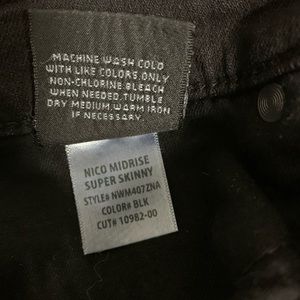 MACHINE WASH COLD
WITH LIKE COLORS, ONLY
NON-CHLORINE BLEACH
WHEN NEEDED, TUMBLE
DRY MEDIUM, WARM IRON
IF NECESSARY
NICO MIDRISE
SUPER SKINNY
STYLE# NWM407ZNA
COLOR# BLK
CUT# 10982-00